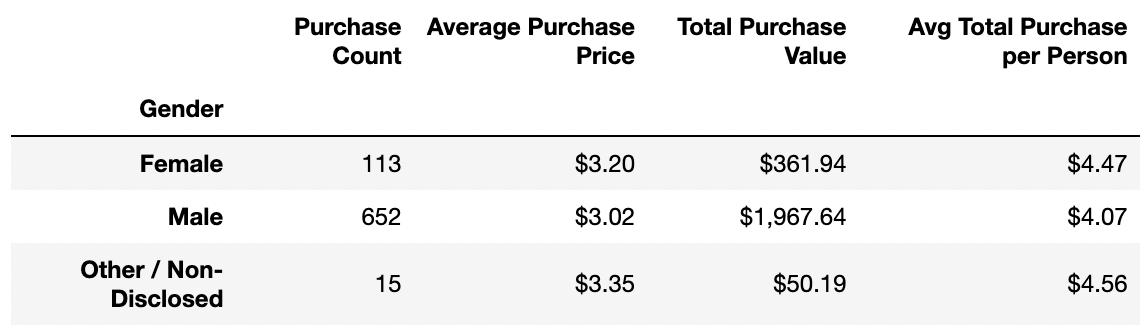 Purchase Count Average Purchase Price Total Purchase Value Avg Total Purchase per Person
Gender
Female 113 $3.20 $361.94 $4.47
Male 652 $3.02 $1,967.64 $4.07
Other / Non-Disclosed 15 $3.35 $50.19 $4.56